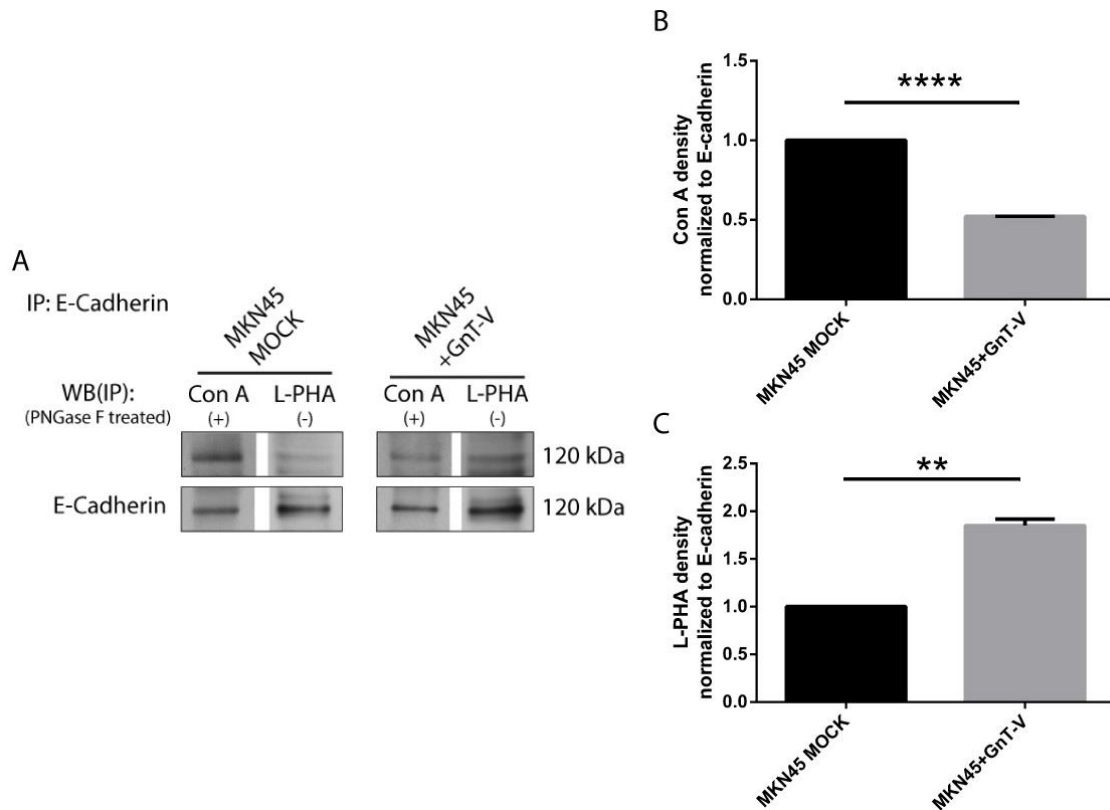 A
IP: E-Cadherin
MKN45
MOCK
MKN45
+GnT-V
WB(IP):
Con A
L-PHA
Con A
L-PHA
(PNGase F treated)
(+)
(-)
(+)
(-)
120 kDa
E-Cadherin
120 kDa
B
Con A density
normalized to E-cadherin
1.5
1.0
0.5
0.0
****
MKN45 MOCK
MKN45+GnT-V
C
L-PHA density
normalized to E-cadherin
2.5
2.0
1.5
1.0
0.5
0.0
**
MKN45 MOCK
MKN45+GnT-V